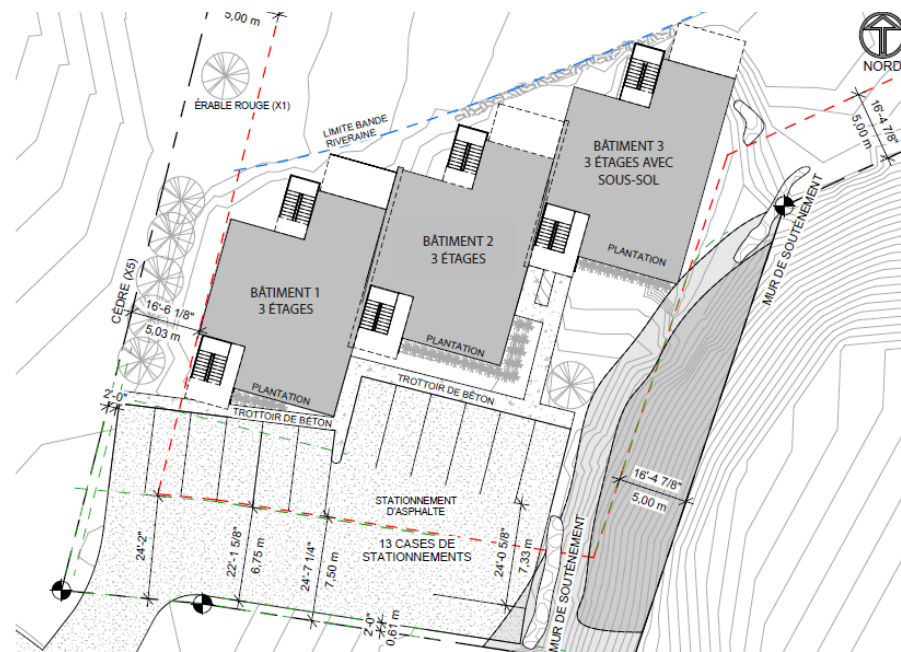 5,00 m
NORD
ÉRABLE ROUGE (X1)
LIMITE BANDE
RIVERAINE
16'-4 7/8"
5,00 m
BÂTIMENT 3
3 ÉTAGES AVEC
SOUS-SOL
MUR DE SOUTÈNEMENT
BÂTIMENT 2
3 ÉTAGES
PLANTATION
CÈDRE (X5)
BÂTIMENT 1
3 ÉTAGES
16'-6 1/8"
5,03 m
PLANTATION
PLANTATION
TROTTOIR DE BÉTON
2'-0"
TROTTOIR DE BÉTON
16'-4 7/8"
5,00 m
STATIONNEMENT
D'ASPHALTE
13 CASES DE
STATIONNEMENTS
24'-2"
22'-1 5/8"
6,75 m
24'-7 1/4"
7,50 m
24'-0 5/8"
7,33 m
MUR DE SOUTÈNEMENT
2'-0"
0,61 m